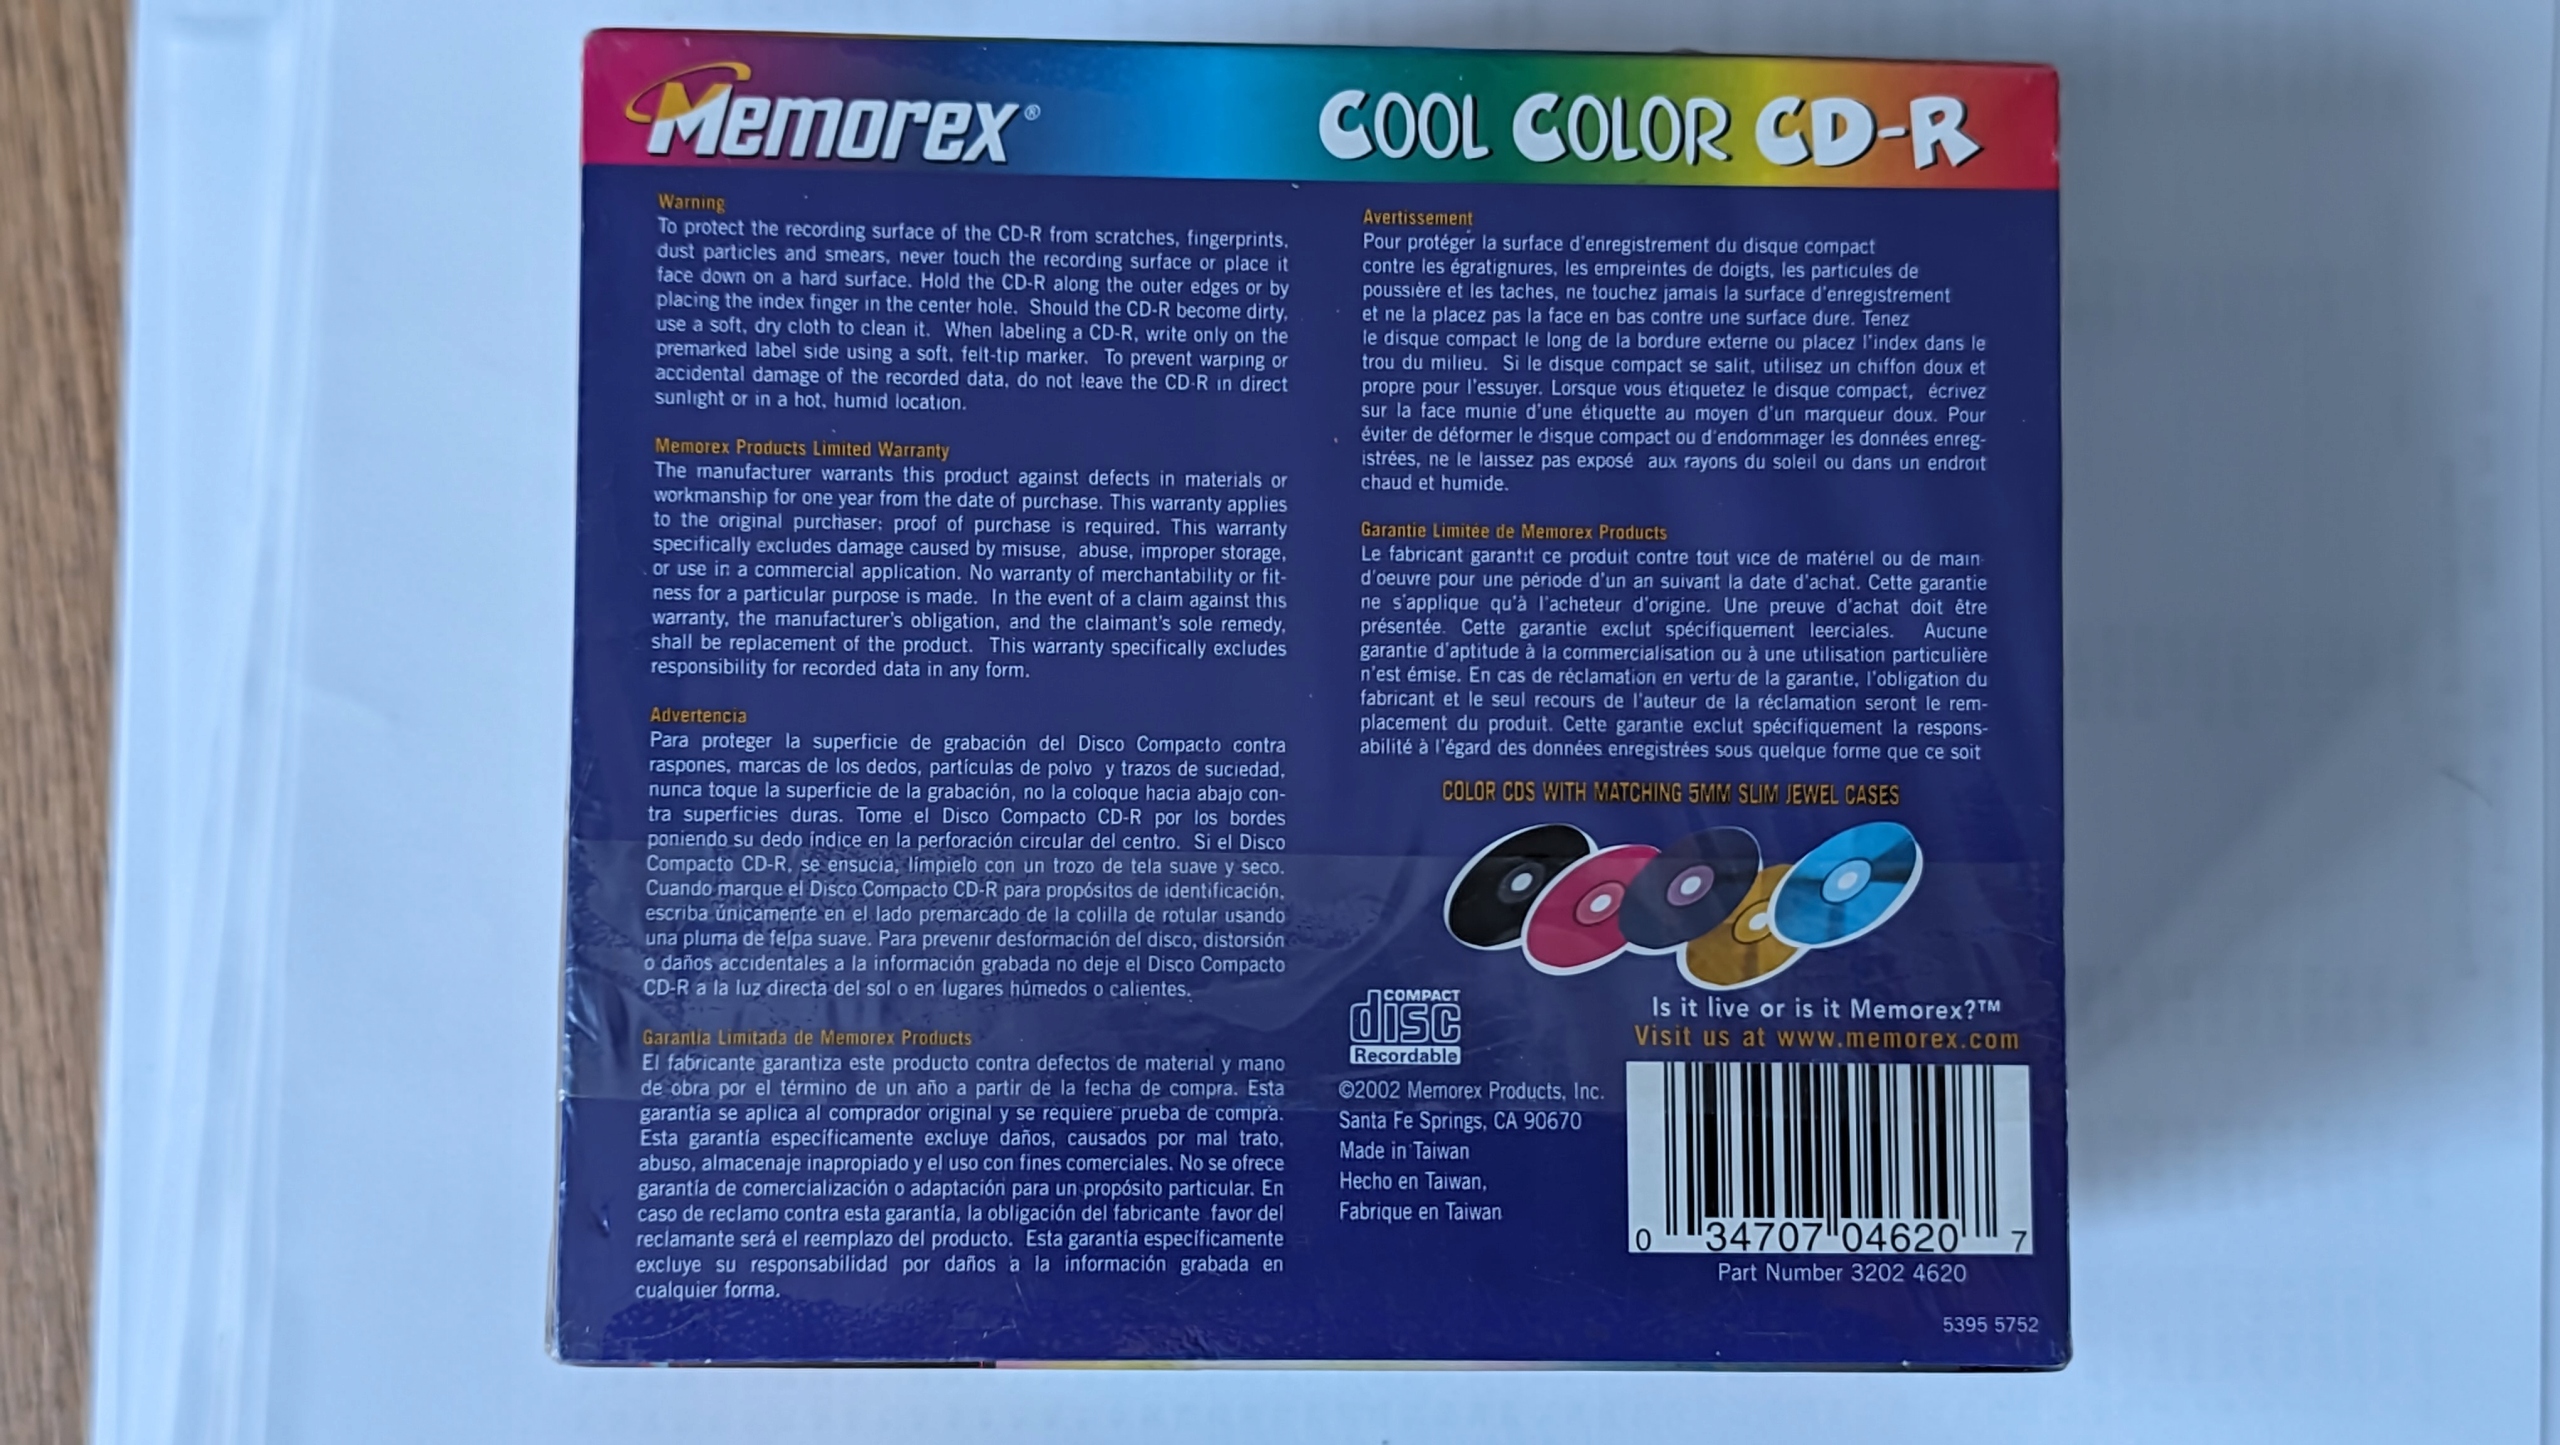 Memorex®
COOL COLOR CD-R
Warning
To protect the recording surface of the CD-R from scratches, fingerprints,
dust particles and smears, never touch the recording surface or place it
face down on a hard surface. Hold the CD-R along the outer edges or by
placing the index finger in the center hole. Should the CD-R become dirty,
use a soft, dry cloth to clean it. When labeling a CD-R, write only on the
premarked label side using a soft, felt-tip marker. To prevent warping or
accidental damage of the recorded data, do not leave the CD-R in direct
sunlight or in a hot, humid location.
Memorex Products Limited Warranty
The manufacturer warrants this product against defects in materials or
workmanship for one year from the date of purchase. This warranty applies
to the original purchaser; proof of purchase is required. This warranty
specifically excludes damage caused by misuse, abuse, improper storage,
or use in a commercial application. No warranty of merchantability or fit-
ness for a particular purpose is made. In the event of a claim against this
warranty, the manufacturer's obligation, and the claimant's sole remedy,
shall be replacement of the product. This warranty specifically excludes
responsibility for recorded data in any form.
Advertencia
Para proteger la superficie de grabación del Disco Compacto contra
raspones, marcas de los dedos, partículas de polvo y trazos de suciedad,
nunca toque la superficie de la grabación, no la coloque hacia abajo con-
tra superficies duras. Tome el Disco Compacto CD-R por los bordes
poniendo su dedo índice en la perforación circular del centro. Si el Disco
Compacto CD-R, se ensucia, límpielo con un trozo de tela suave y seco.
Cuando marque el Disco Compacto CD-R para propósitos de identificación,
escriba únicamente en el lado premarcado de la colilla de rotular usando
una pluma de felpa suave. Para prevenir desformación del disco, distorsión
o daños accidentales a la información grabada no deje el Disco Compacto
CD-R a la luz directa del sol o en lugares húmedos o calientes.
Garantía Limitada de Memorex Products
El fabricante garantiza este producto contra defectos de material y mano
de obra por el término de un año a partir de la fecha de compra. Esta
garantía se aplica al comprador original y se requiere prueba de compra.
Esta garantía específicamente excluye daños, causados por mal trato,
abuso, almacenaje inapropiado y el uso con fines comerciales. No se ofrece
garantía de comercialización o adaptación para un propósito particular. En
caso de reclamo contra esta garantía, la obligación del fabricante favor del
reclamante será el reemplazo del producto. Esta garantía específicamente
excluye su responsabilidad por daños a la información grabada en
cualquier forma.
Avertissement
Pour protéger la surface d'enregistrement du disque compact
contre les égratignures, les empreintes de doigts, les particules de
poussière et les taches, ne touchez jamais la surface d'enregistrement
et ne la placez pas la face en bas contre une surface dure. Tenez
le disque compact le long de la bordure externe ou placez l'index dans le
trou du milieu. Si le disque compact se salit, utilisez un chiffon doux et
propre pour l'essuyer. Lorsque vous étiquetez le disque compact, écrivez
sur la face munie d'une étiquette au moyen d'un marqueur doux. Pour
éviter de déformer le disque compact ou d'endommager les données enreg-
istrées, ne le laissez pas exposé aux rayons du soleil ou dans un endroit
chaud et humide.
Garantie Limitée de Memorex Products
Le fabricant garantit ce produit contre tout vice de matériel ou de main
d'oeuvre pour une période d'un an suivant la date d'achat. Cette garantie
ne s'applique qu'à l'acheteur d'origine. Une preuve d'achat doit être
présentée. Cette garantie exclut spécifiquement leerciales. Aucune
garantie d'aptitude à la commercialisation ou à une utilisation particulière
n'est émise. En cas de réclamation en vertu de la garantie, l'obligation du
fabricant et le seul recours de l'auteur de la réclamation seront le rem-
placement du produit. Cette garantie exclut spécifiquement la respons-
abilité à l'égard des données enregistrées sous quelque forme que ce soit
COLOR CDS WITH MATCHING 5MM SLIM JEWEL CASES
COMPACT
disc
Recordable
Is it live or is it Memorex?™
Visit us at www.memorex.com
©2002 Memorex Products, Inc.
Santa Fe Springs, CA 90670
Made in Taiwan
Hecho en Taiwan,
Fabrique en Taiwan
0 34707 04620 7
Part Number 3202 4620
5395 5752